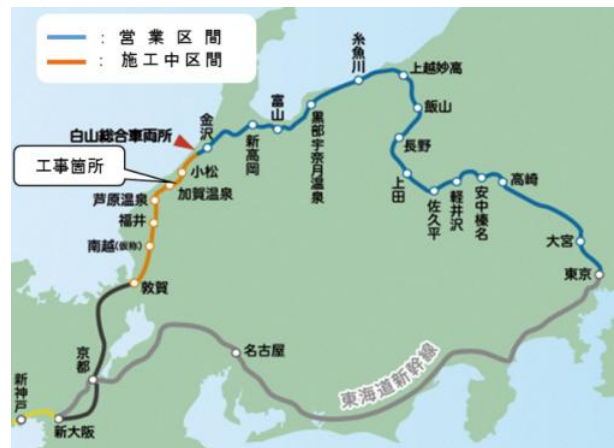 ：営業区間
：施工中区間
白山総合車両所
工事箇所
金沢
新高岡
富山
黒部宇奈月温泉
糸魚川
上越妙高
飯山
長野
上田
佐久平
軽井沢
安中榛名
高崎
大宮
東京
小松
加賀温泉
芦原温泉
福井
南越(仮称)
敦賀
京都
新神戸
新大阪
名古屋
東海道新幹線